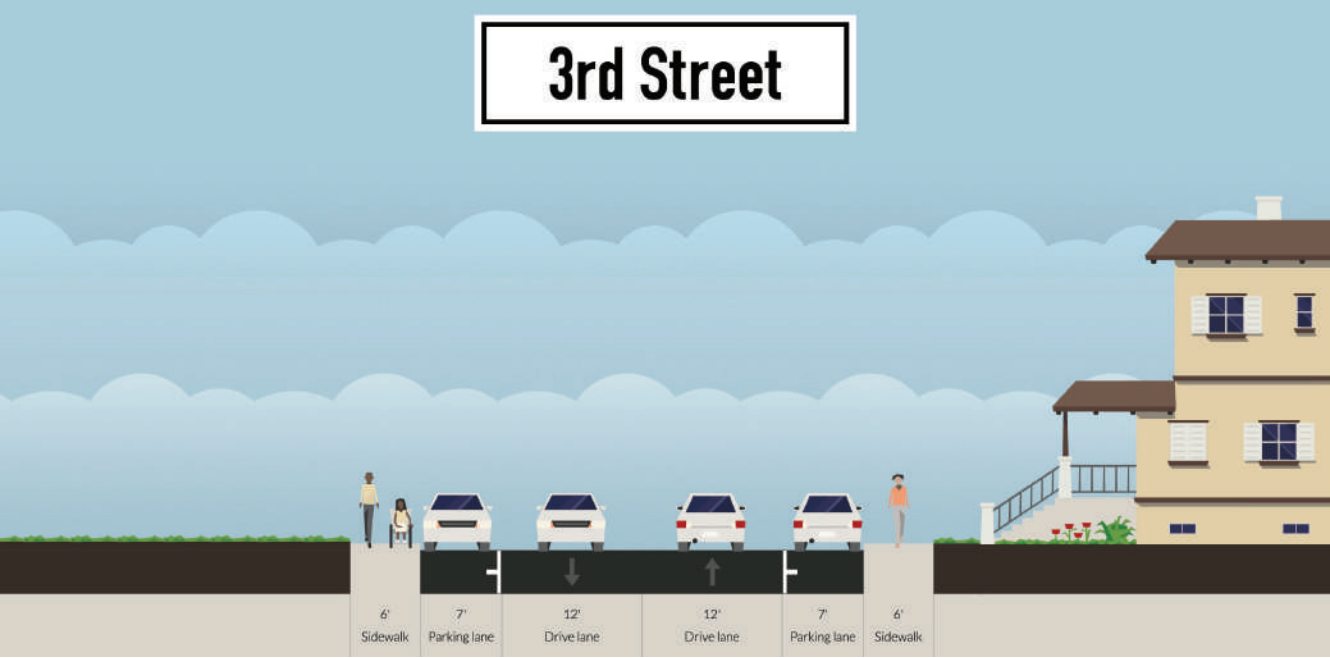 3rd Street
6' 7' 12' 12' 7' 6'
Sidewalk Parking lane Drive lane Drive lane Parking lane Sidewalk